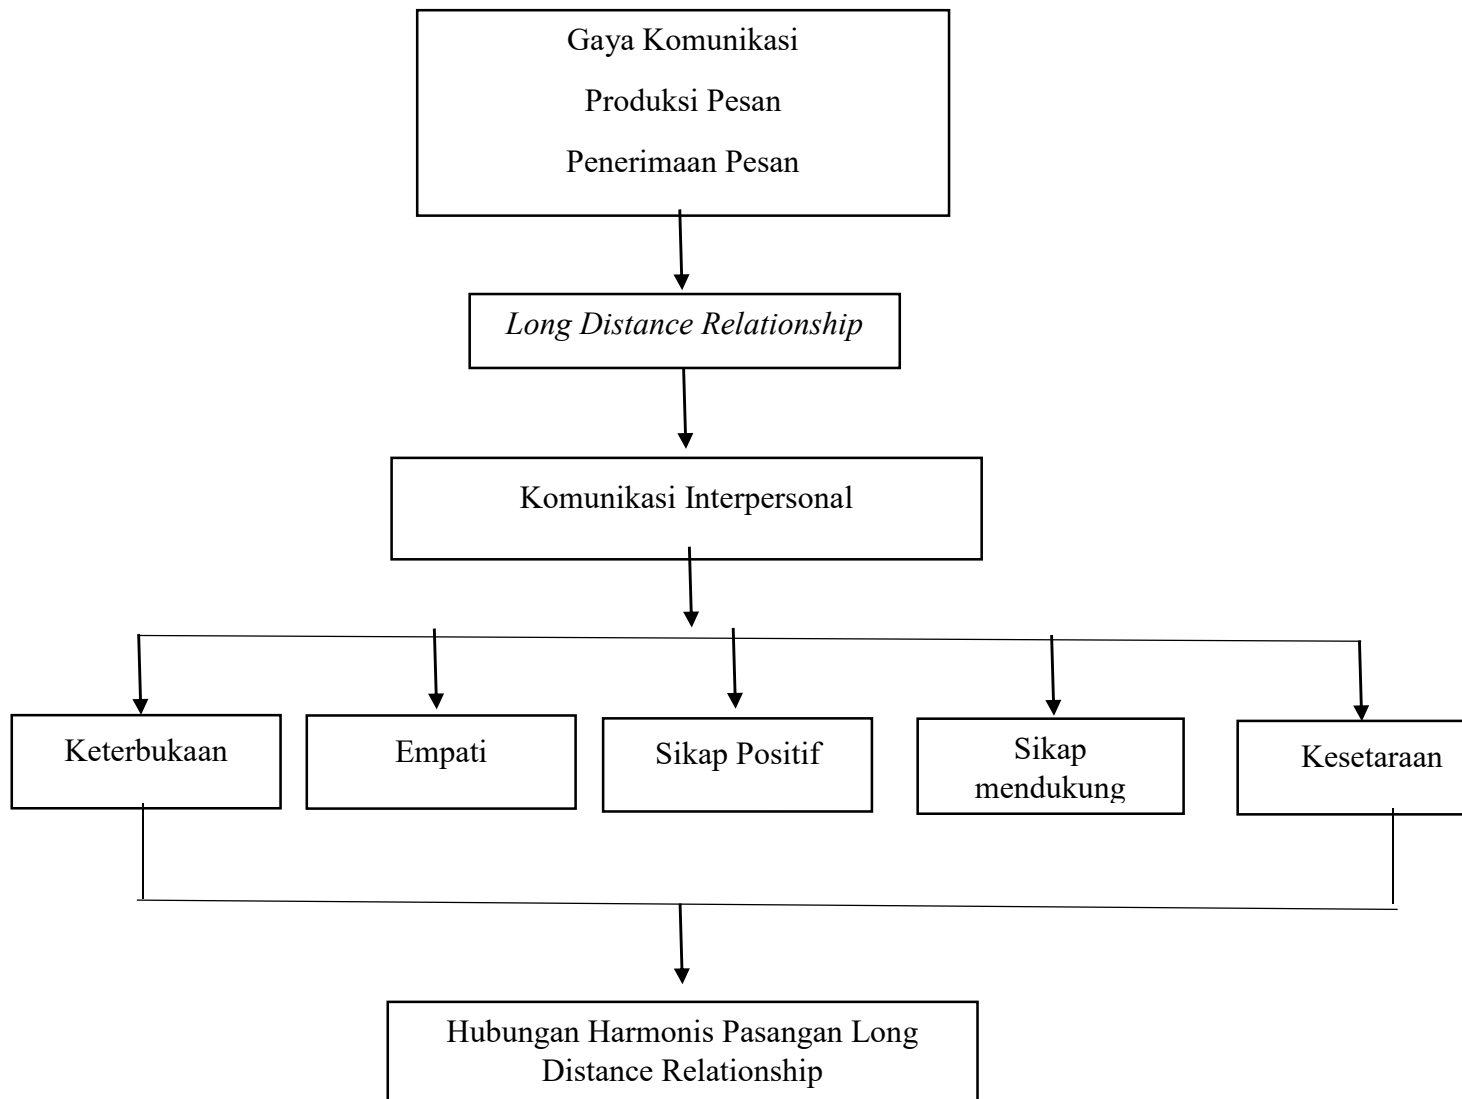 Gaya Komunikasi
Produksi Pesan
Penerimaan Pesan
Long Distance Relationship
Komunikasi Interpersonal
Keterbukaan
Empati
Sikap Positif
Sikap
mendukung
Kesetaraan
Hubungan Harmonis Pasangan Long
Distance Relationship